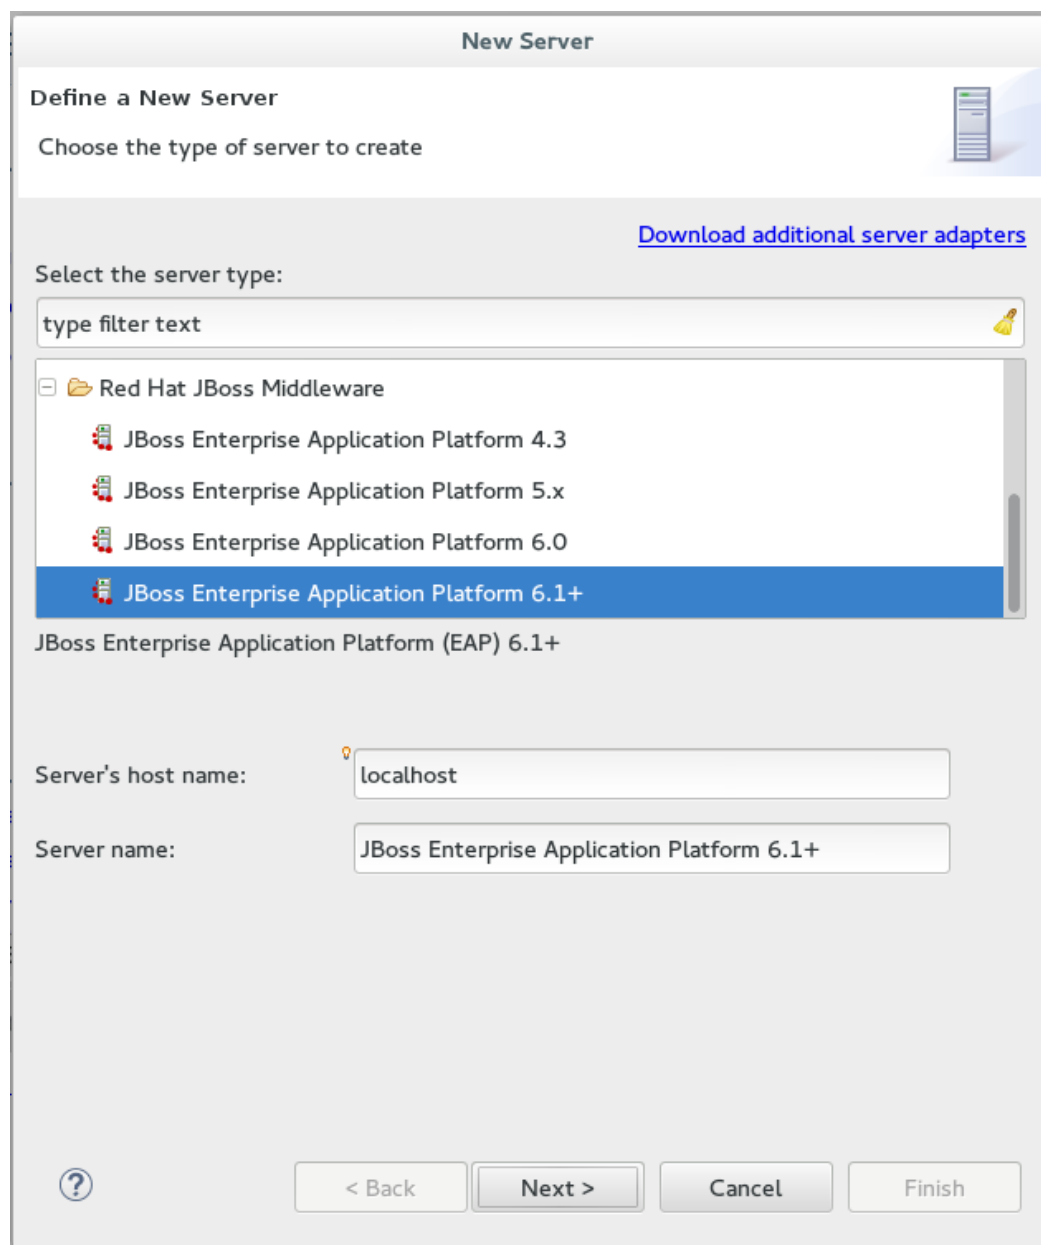 New Server
Define a New Server
Choose the type of server to create
Download additional server adapters
Select the server type:
type filter text
Red Hat JBoss Middleware
JBoss Enterprise Application Platform 4.3
JBoss Enterprise Application Platform 5.x
JBoss Enterprise Application Platform 6.0
JBoss Enterprise Application Platform 6.1+
JBoss Enterprise Application Platform (EAP) 6.1+
Server's host name: localhost
Server name: JBoss Enterprise Application Platform 6.1+
? < Back Next > Cancel Finish